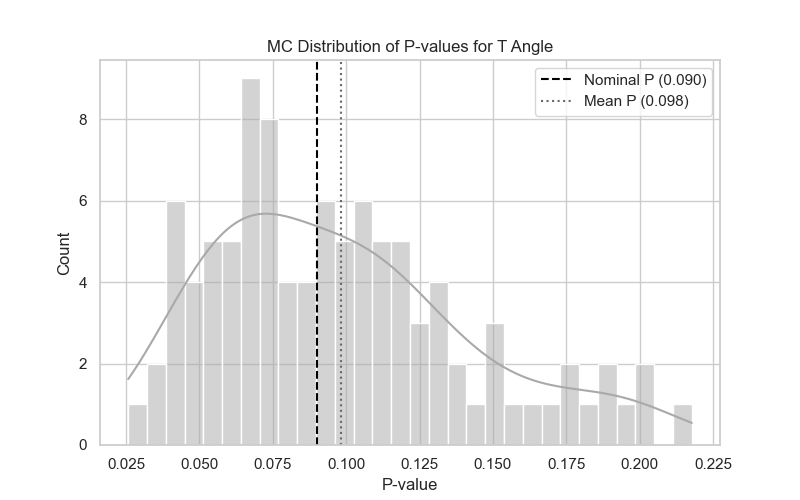 MC Distribution of P-values for T Angle
Nominal P (0.090)
Mean P (0.098)
Count
8
6
4
2
0
0.025 0.050 0.075 0.100 0.125 0.150 0.175 0.200 0.225
P-value